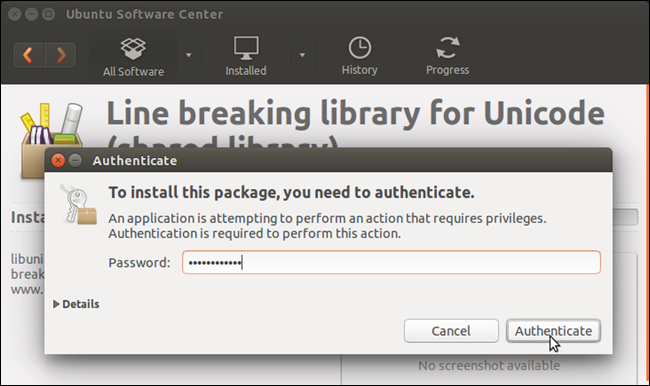 Ubuntu Software Center
All Software
Installed
History
Progress
Line breaking library for Unicode
(shared library)
Authenticate
To install this package, you need to authenticate.
An application is attempting to perform an action that requires privileges.
Authentication is required to perform this action.
Password: ••••••••••••
Details
Cancel
Authenticate
Insta
libuni
break
www.
No screenshot available